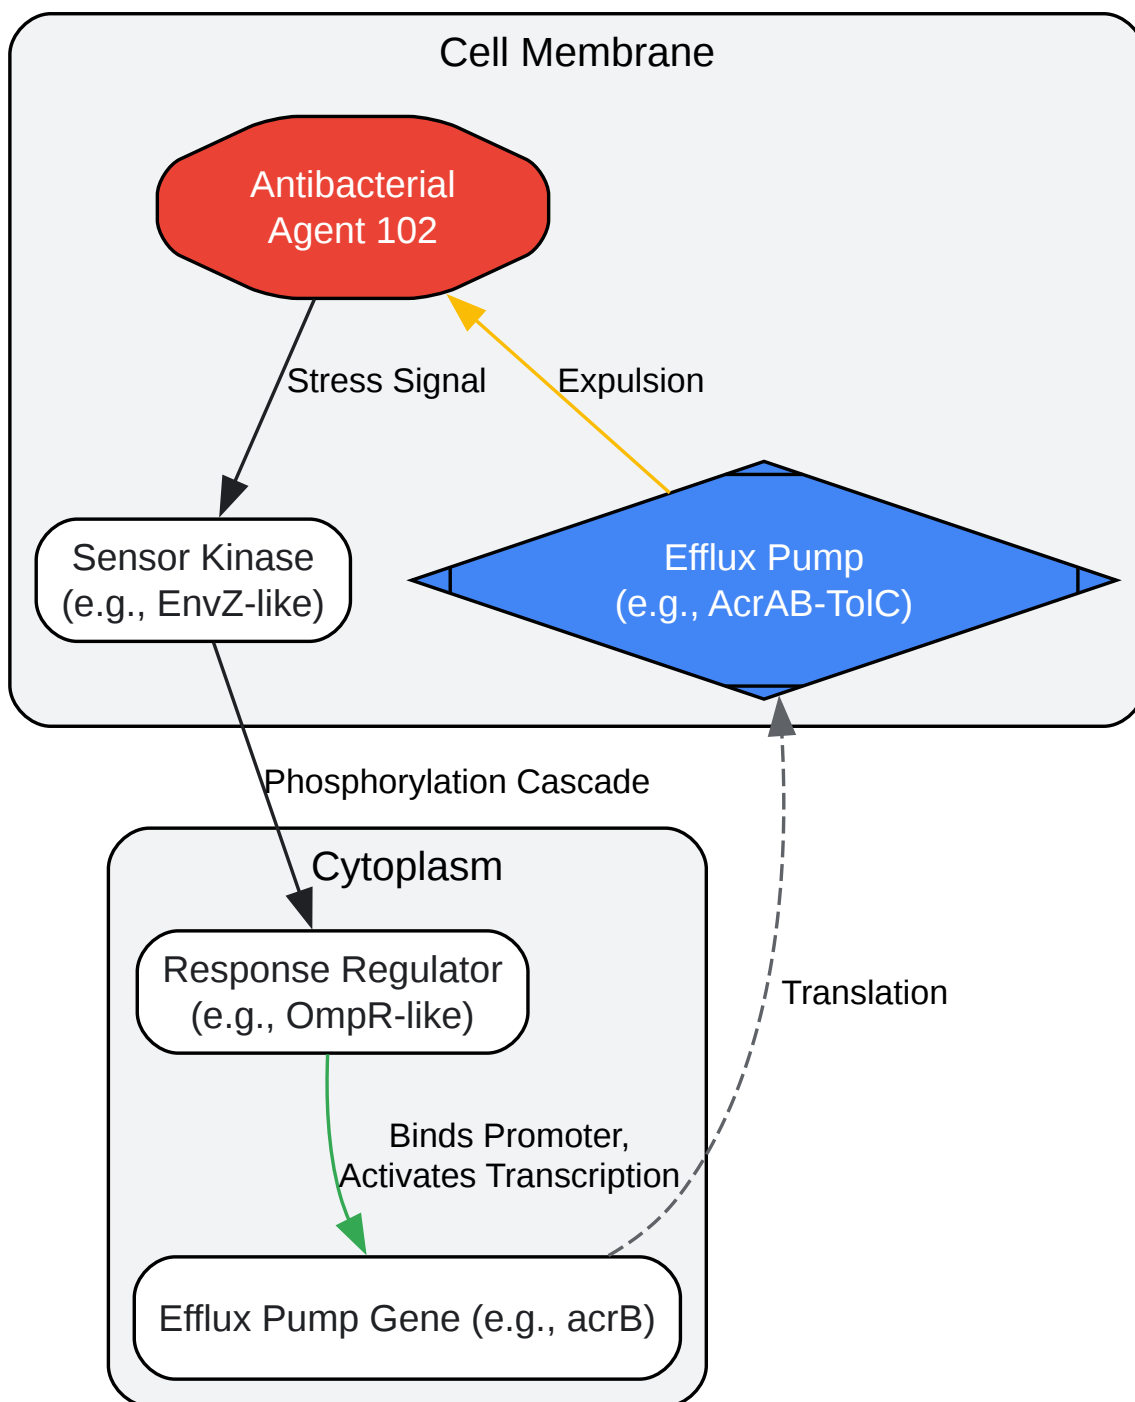 Cell Membrane
Antibacterial
Agent 102
Stress Signal
Expulsion
Sensor Kinase
(e.g., EnvZ-like)
Efflux Pump
(e.g., AcrAB-TolC)
Phosphorylation Cascade
Cytoplasm
Response Regulator
(e.g., OmpR-like)
Translation
Binds Promoter,
Activates Transcription
Efflux Pump Gene (e.g., acrB)